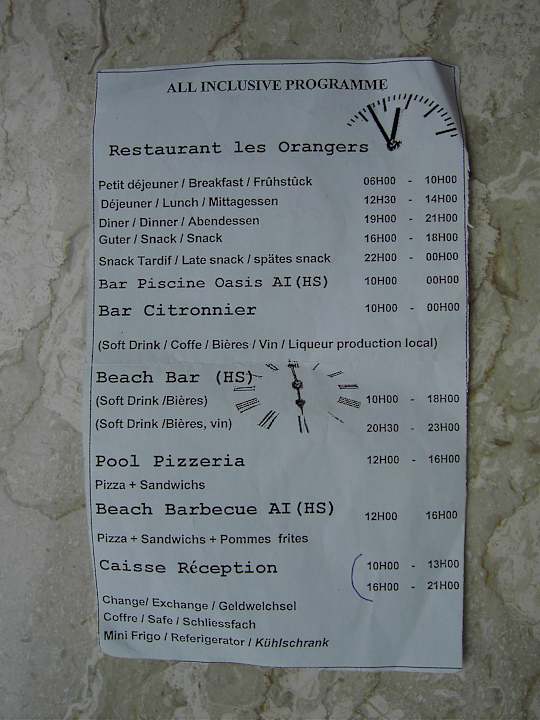 ALL INCLUSIVE PROGRAMME
Restaurant les Orangers
Petit déjeuner / Breakfast / Frûhstûck 06H00 - 10H00
Déjeuner / Lunch / Mittagessen 12H30 - 14H00
Diner / Dinner / Abendessen 19H00 - 21H00
Guter / Snack / Snack 16H00 - 18H00
Snack Tardif / Late snack / spätes snack 22H00 - 00H00
Bar Piscine Oasis AI(HS) 10H00 00H00
Bar Citronnier 10H00 - 00H00
(Soft Drink / Coffe / Bières / Vin / Liqueur production local)
Beach Bar (HS)
(Soft Drink /Bières) 10H00 - 18H00
(Soft Drink /Bières, vin) 20H30 - 23H00
Pool Pizzeria 12H00 - 16H00
Pizza + Sandwichs
Beach Barbecue AI(HS) 12H00 16H00
Pizza + Sandwichs + Pommes frites
Caisse Réception 10H00 - 13H00
16H00 - 21H00
Change/ Exchange / Geldwelchsel
Coffre / Safe / Schliessfach
Mini Frigo / Referigerator / Kühlschrank